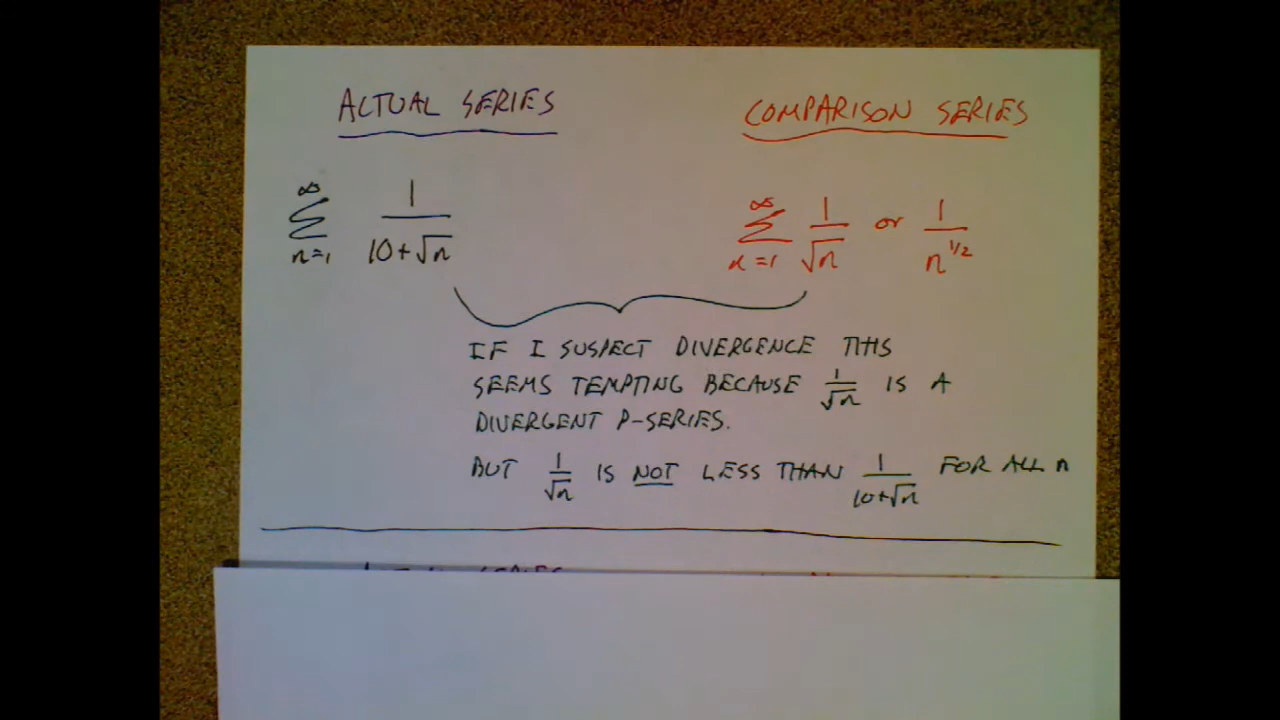 ACTUAL SERIES
COMPARISON SERIES
∞
Σ 1/(10+√n)
n=1
∞
Σ 1/√n or 1/n^1/2
n=1
IF I SUSPECT DIVERGENCE THIS
SEEMS TEMPTING BECAUSE 1/√n IS A
DIVERGENT P-SERIES.
BUT 1/√n IS NOT LESS THAN 1/(10+√n) FOR ALL n